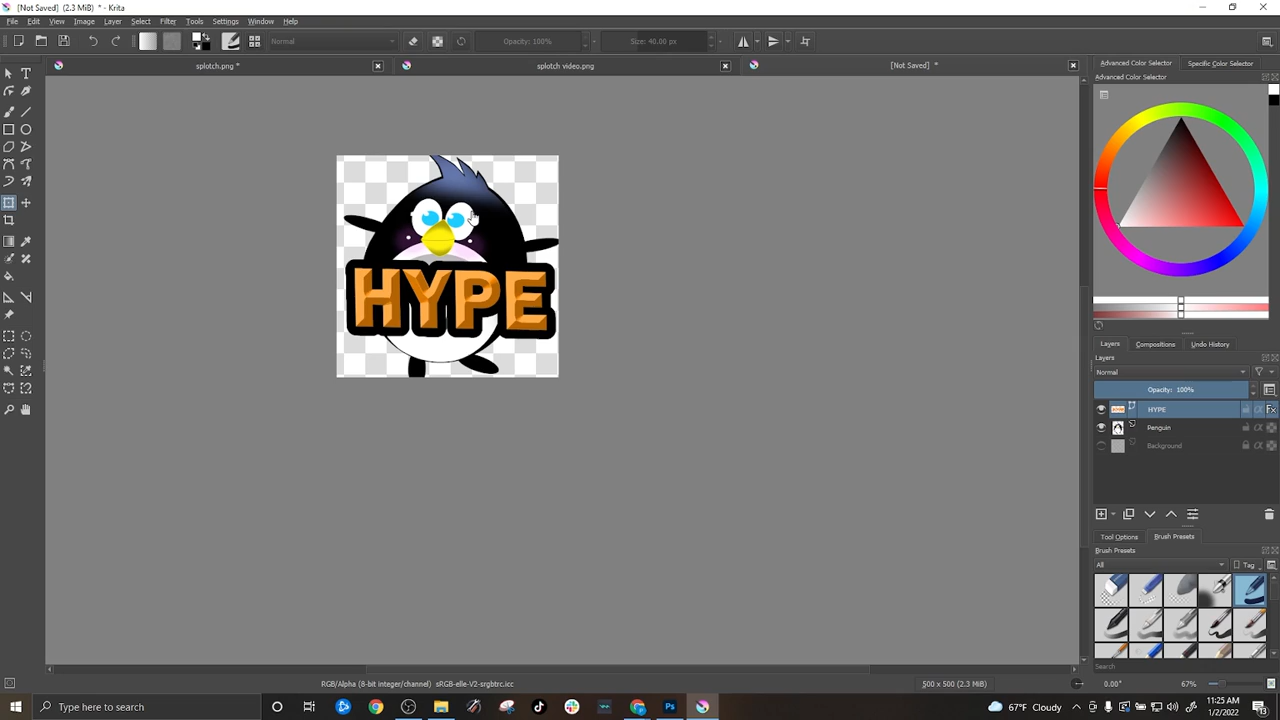 [Not Saved] (2.3 MiB) * - Krita
File Edit View Image Layer Select Filter Tools Settings Window Help
Normal Opacity: 100% Size: 40.00 px
splotch.png * splotch video.png [Not Saved] *
Advanced Color Selector Specific Color Selector
Advanced Color Selector
HYPE
Layers Compositions Undo History
Layers
Normal
Opacity: 100%
HYPE
Penguin
Background
Tool Options Brush Presets
Brush Presets
All Tag
Search
RGB/Alpha (8-bit integer/channel) sRGB-elle-V2-srgbtrc.icc 500 x 500 (2.3 MiB) 0.00° 67%
Type here to search 67°F Cloudy 11:25 AM
1/2/2022